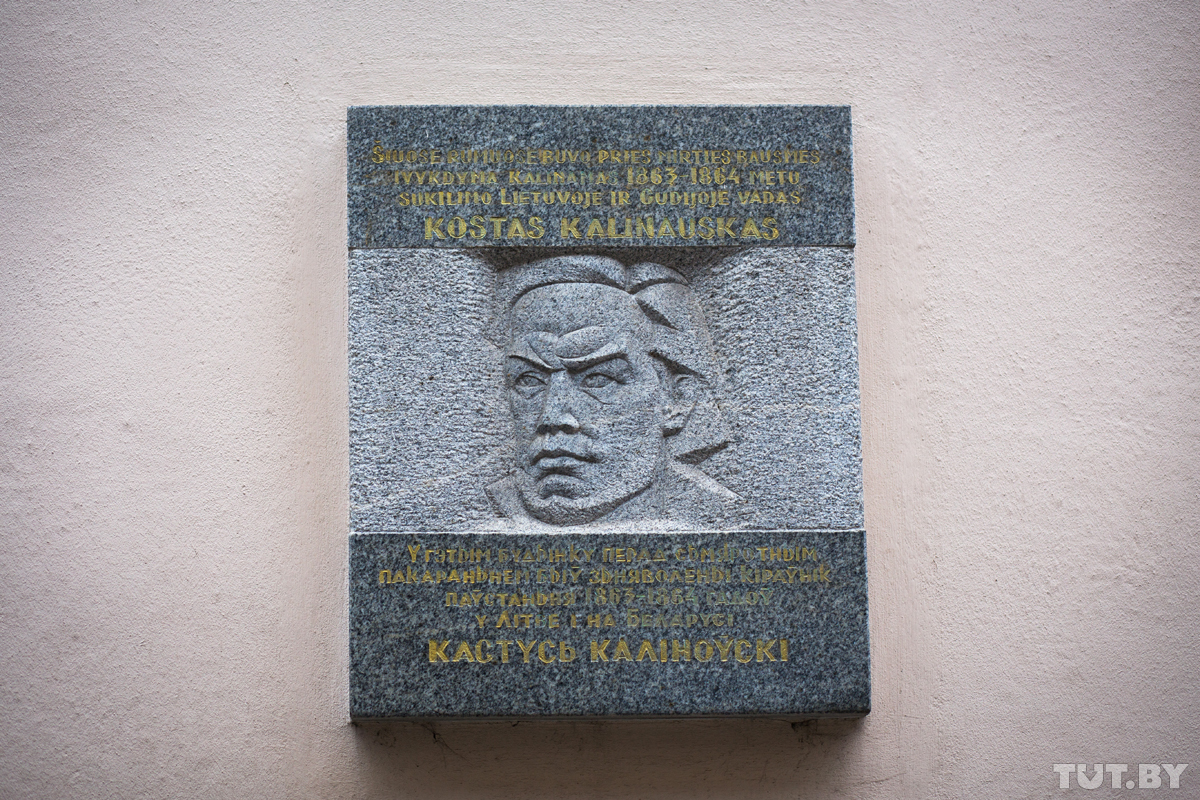 ŠIUOSE RŪMUOSE BUVO PRIEŠ MIRTIES BAUSMĖS
ĮVYKDYMĄ KALINAMAS 1863-1864 METŲ
SUKILIMO LIETUVOJE IR GUDIJOJE VADAS
KOSTAS KALINAUSKAS
У ГЭТЫМ БУДЫНКУ ПЕРАД СМЯРОТНЫМ
ПАКАРАННЕМ БЫЎ ЗНЯВОЛЕНЫ КІРАЎНІК
ПАЎСТАННЯ 1863-1864 ГАДОЎ
У ЛІТВЕ І НА БЕЛАРУСІ
КАСТУСЬ КАЛІНОЎСКІ
TUT.BY